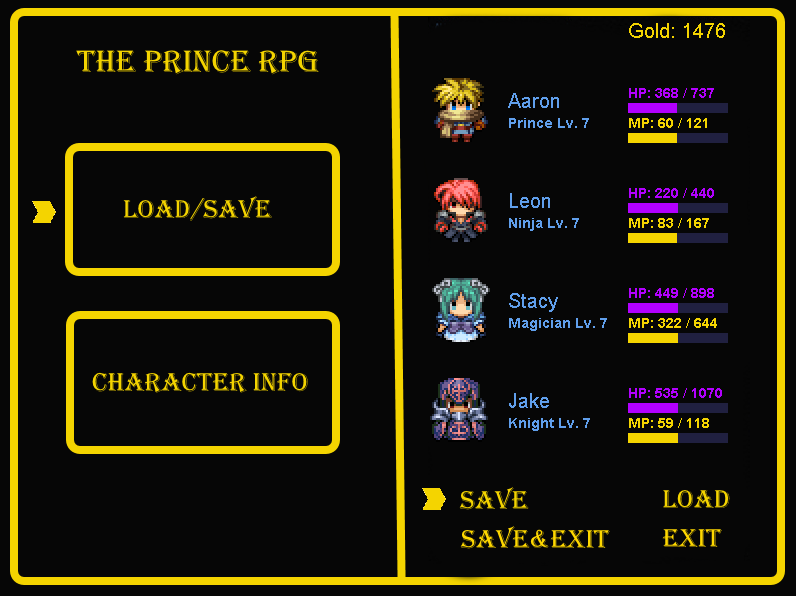 THE PRINCE RPG
LOAD/SAVE
CHARACTER INFO
Gold: 1476
Aaron
Prince Lv. 7
HP: 368 / 737
MP: 60 / 121
Leon
Ninja Lv. 7
HP: 220 / 440
MP: 83 / 167
Stacy
Magician Lv. 7
HP: 449 / 898
MP: 322 / 644
Jake
Knight Lv. 7
HP: 535 / 1070
MP: 59 / 118
SAVE LOAD
SAVE&EXIT EXIT